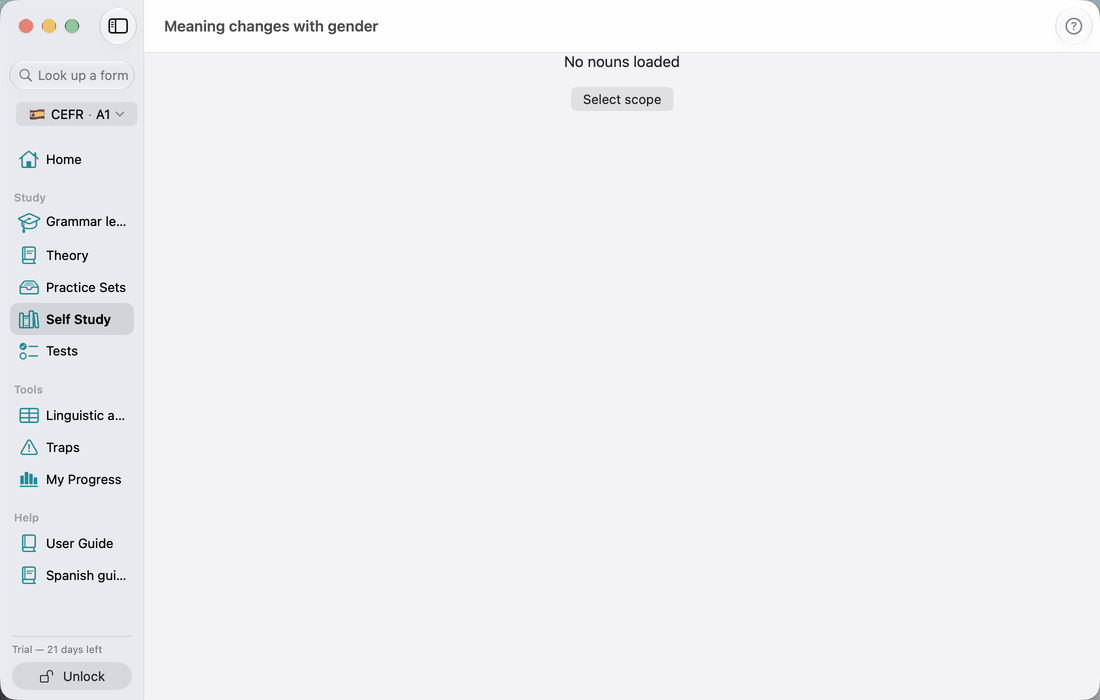 Meaning changes with gender
?
Look up a form
CEFR · A1
Home
Study
Grammar le...
Theory
Practice Sets
Self Study
Tests
Tools
Linguistic a...
Traps
My Progress
Help
User Guide
Spanish gui...
Trial — 21 days left
Unlock
No nouns loaded
Select scope